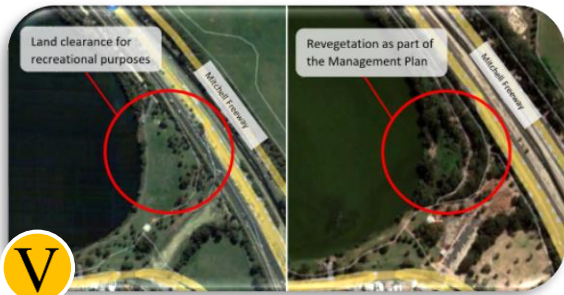 Land clearance for
recreational purposes
Mitchell Freeway
Revegetation as part of
the Management Plan
Mitchell Freeway
V